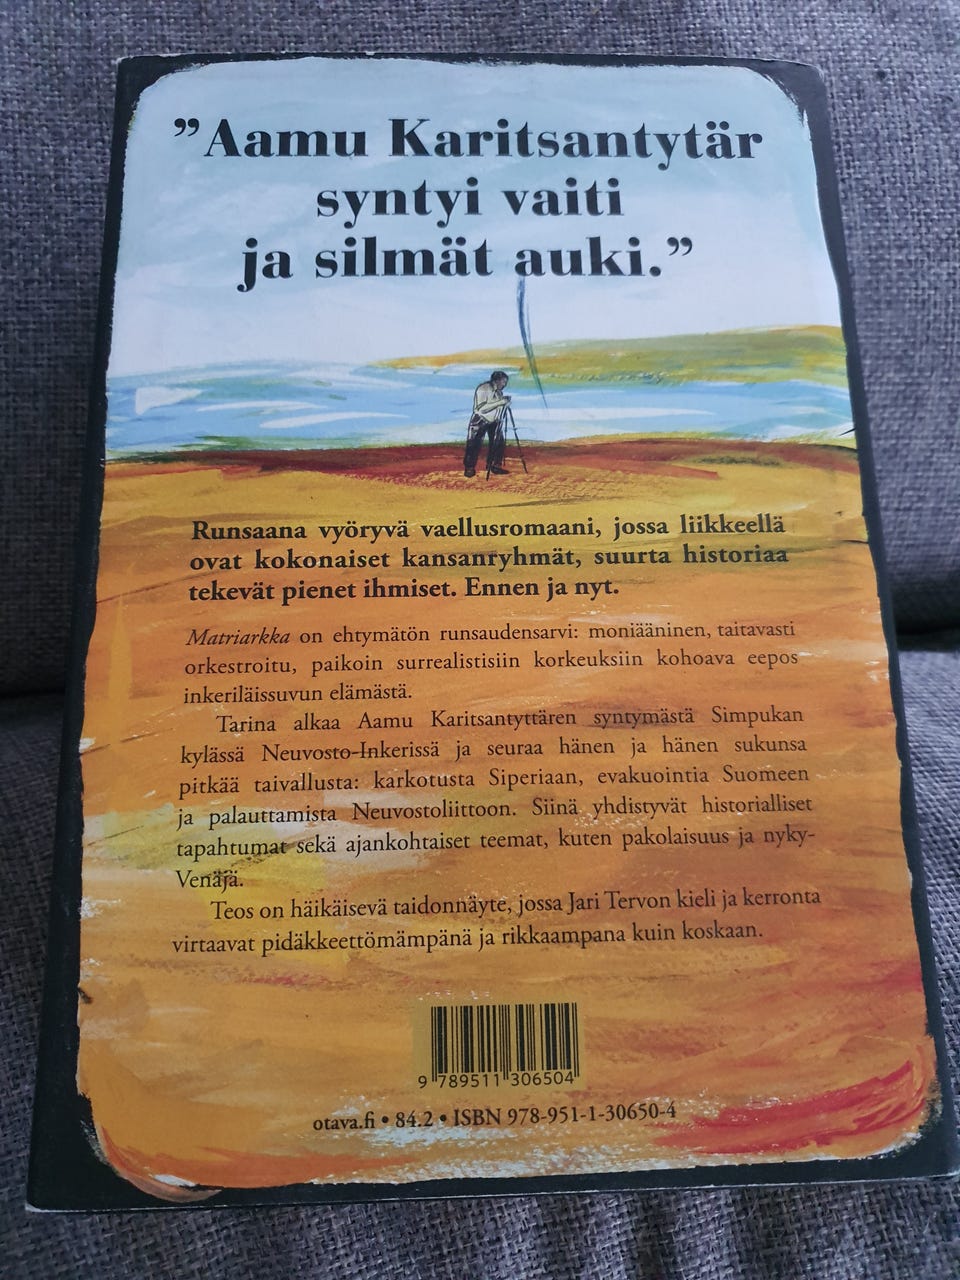 ”Aamu Karitsantytär
syntyi vaiti
ja silmät auki.”
Runsaana vyöryvä vaellusromaani, jossa liikkeellä
ovat kokonaiset kansanryhmät, suurta historiaa
tekevät pienet ihmiset. Ennen ja nyt.
Matriarkka on ehtymätön runsaudensarvi: moniääninen, taitavasti
orkestroitu, paikoin surrealistisiin korkeuksiin kohoava eepos
inkeriläissuvun elämästä.
Tarina alkaa Aamu Karitsantyttären syntymästä Simpukan
kylässä Neuvosto-Inkerissä ja seuraa hänen ja hänen sukunsa
pitkää taivallusta: karkotusta Siperiaan, evakuointia Suomeen
ja palauttamista Neuvostoliittoon. Siinä yhdistyvät historialliset
tapahtumat sekä ajankohtaiset teemat, kuten pakolaisuus ja nyky-
Venäjä.
Teos on häikäisevä taidonnäyte, jossa Jari Tervon kieli ja kerronta
virtaavat pidäkkeettömämpänä ja rikkaampana kuin koskaan.
9 789511 306504
otava.fi • 84.2 • ISBN 978-951-1-30650-4